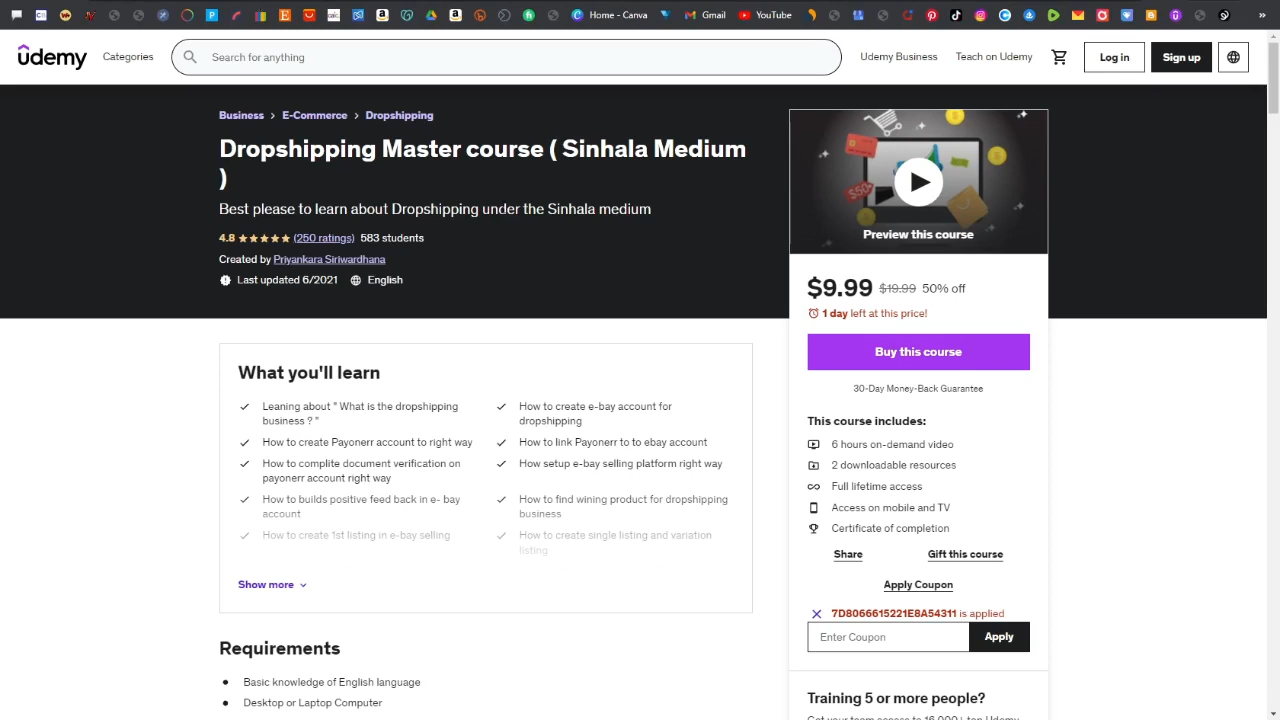 Home - Canva
Gmail
YouTube
»
ûdemy
Categories
Search for anything
Udemy Business
Teach on Udemy
Log in
Sign up
Business > E-Commerce > Dropshipping
Dropshipping Master course ( Sinhala Medium
)
Best please to learn about Dropshipping under the Sinhala medium
4.8 ★★★★★ (250 ratings) 583 students
Created by Priyankara Siriwardhana
Last updated 6/2021 English
Preview this course
$9.99 $19.99 50% off
1 day left at this price!
Buy this course
30-Day Money-Back Guarantee
This course includes:
6 hours on-demand video
2 downloadable resources
Full lifetime access
Access on mobile and TV
Certificate of completion
Share
Gift this course
Apply Coupon
7D8066615221E8A54311 is applied
Enter Coupon
Apply
Training 5 or more people?
Get your team access to 16,000+ top Udemy
What you'll learn
Leaning about " What is the dropshipping
business ? "
How to create Payonerr account to right way
How to complite document verification on
payonerr account right way
How to builds positive feed back in e- bay
account
How to create 1st listing in e-bay selling
How to create e-bay account for
dropshipping
How to link Payonerr to to ebay account
How setup e-bay selling platform right way
How to find wining product for dropshipping
business
How to create single listing and variation
listing
Show more
Requirements
Basic knowledge of English language
Desktop or Laptop Computer